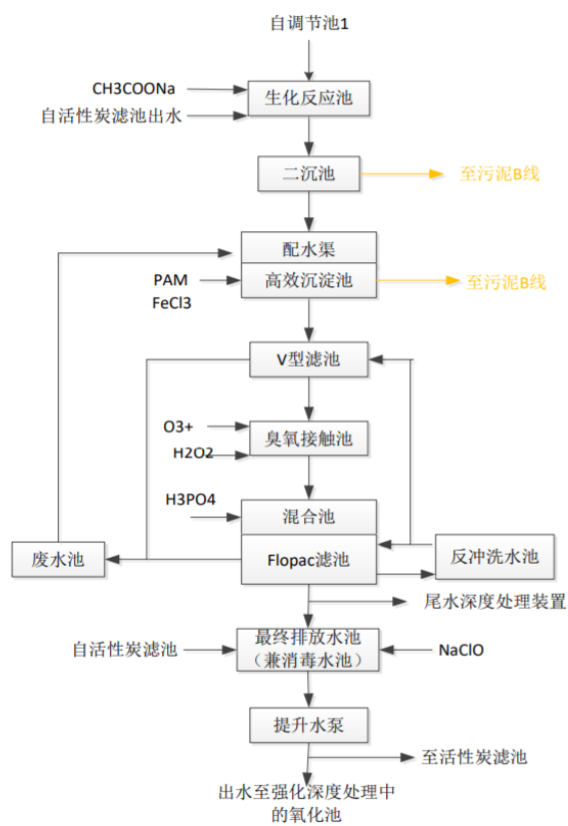 自调节池1
CH3COONa
生化反应池
自活性炭滤池出水
二沉池
至污泥B线
配水渠
PAM
高效沉淀池
至污泥B线
FeCl3
V型滤池
O3+
臭氧接触池
H2O2
H3PO4
混合池
废水池
Flopac滤池
反冲洗水池
尾水深度处理装置
自活性炭滤池
最终排放水池
（兼消毒水池）
NaClO
提升水泵
至活性炭滤池
出水至强化深度处理中
的氧化池